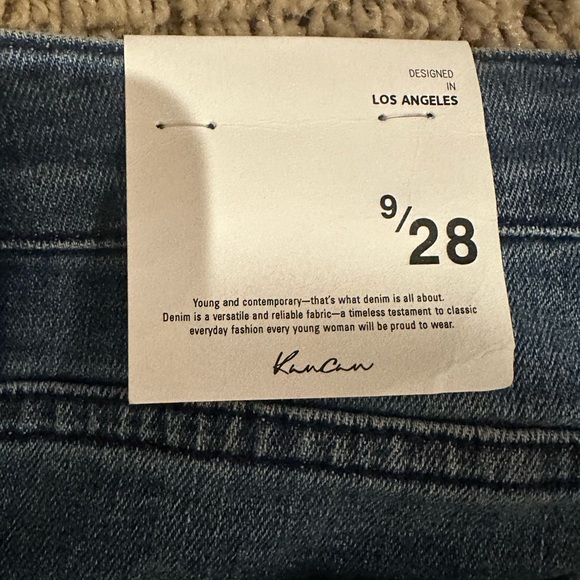 DESIGNED
IN
LOS ANGELES
9/28
Young and contemporary—that's what denim is all about.
Denim is a versatile and reliable fabric—a timeless testament to classic
everyday fashion every young woman will be proud to wear.
KanCan